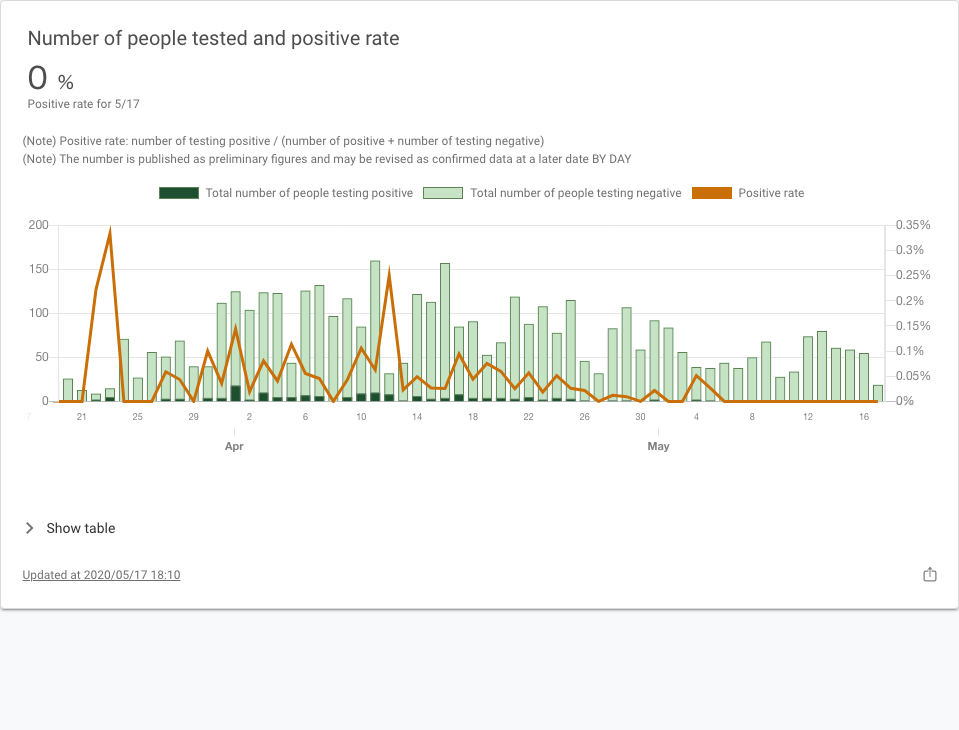 Number of people tested and positive rate
0 %
Positive rate for 5/17
(Note) Positive rate: number of testing positive / (number of positive + number of testing negative)
(Note) The number is published as preliminary figures and may be revised as confirmed data at a later date BY DAY
Total number of people testing positive Total number of people testing negative Positive rate
200 0.35%
0.3%
150 0.25%
0.2%
100 0.15%
50 0.1%
0.05%
0 0%
21 25 29 2 6 10 14 18 22 26 30 4 8 12 16
Apr May
Show table
Updated at 2020/05/17 18:10